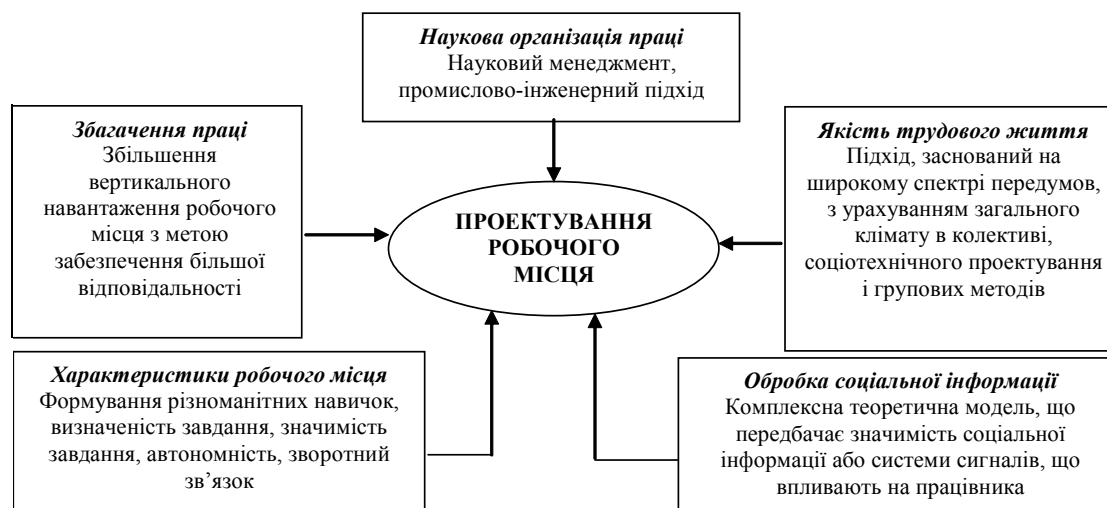 Наукова організація праці
Науковий менеджмент,
промислово-інженерний підхід
Збагачення праці
Збільшення
вертикального
навантаження робочого
місця з метою
забезпечення більшої
відповідальності
ПРОЕКТУВАННЯ
РОБОЧОГО
МІСЦЯ
Якість трудового життя
Підхід, заснований на
широкому спектрі передумов,
з урахуванням загального
клімату в колективі,
соціотехнічного проектування
і групових методів
Характеристики робочого місця
Формування різноманітних навичок,
визначеність завдання, значимість
завдання, автономність, зворотний
зв’язок
Обробка соціальної інформації
Комплексна теоретична модель, що
передбачає значимість соціальної
інформації або системи сигналів, що
впливають на працівника